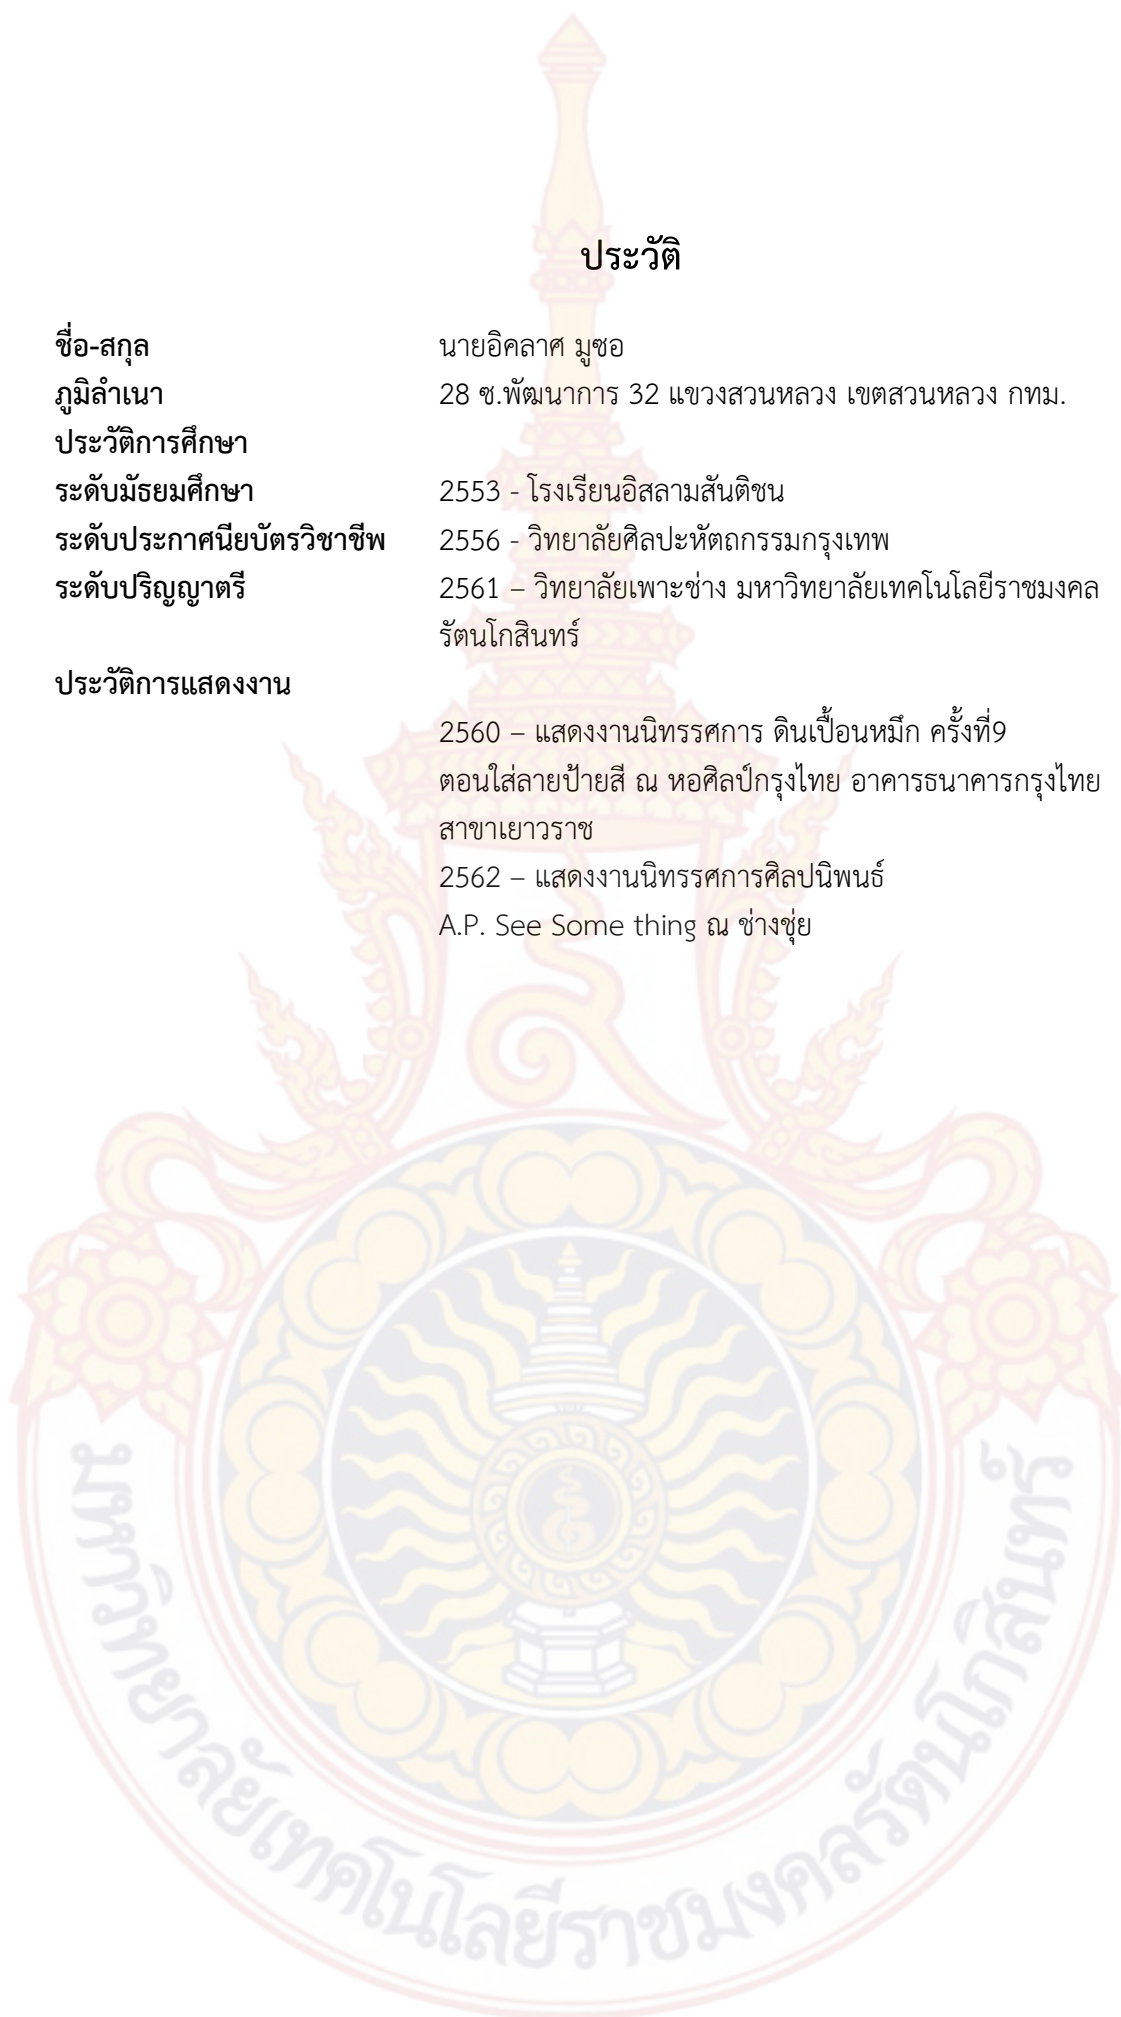 ประวัติ
ชื่อ-สกุล นายอิคลาศ มูซอ
ภูมิลำเนา 28 ซ.พัฒนาการ 32 แขวงสวนหลวง เขตสวนหลวง กทม.
ประวัติการศึกษา
ระดับมัธยมศึกษา 2553 - โรงเรียนอิสลามสันติชน
ระดับประกาศนียบัตรวิชาชีพ 2556 - วิทยาลัยศิลปะหัตถกรรมกรุงเทพ
ระดับปริญญาตรี 2561 – วิทยาลัยเพาะช่าง มหาวิทยาลัยเทคโนโลยีราชมงคล
รัตนโกสินทร์
ประวัติการแสดงงาน
2560 – แสดงงานนิทรรศการ ดินเปื้อนหมึก ครั้งที่9
ตอนใส่ลายป้ายสี ณ หอศิลป์กรุงไทย อาคารธนาคารกรุงไทย
สาขาเยาวราช
2562 – แสดงงานนิทรรศการศิลปนิพนธ์
A.P. See Some thing ณ ช่างชุ่ย
มหาวิทยาลัยเทคโนโลยีราชมงคลรัตนโกสินทร์